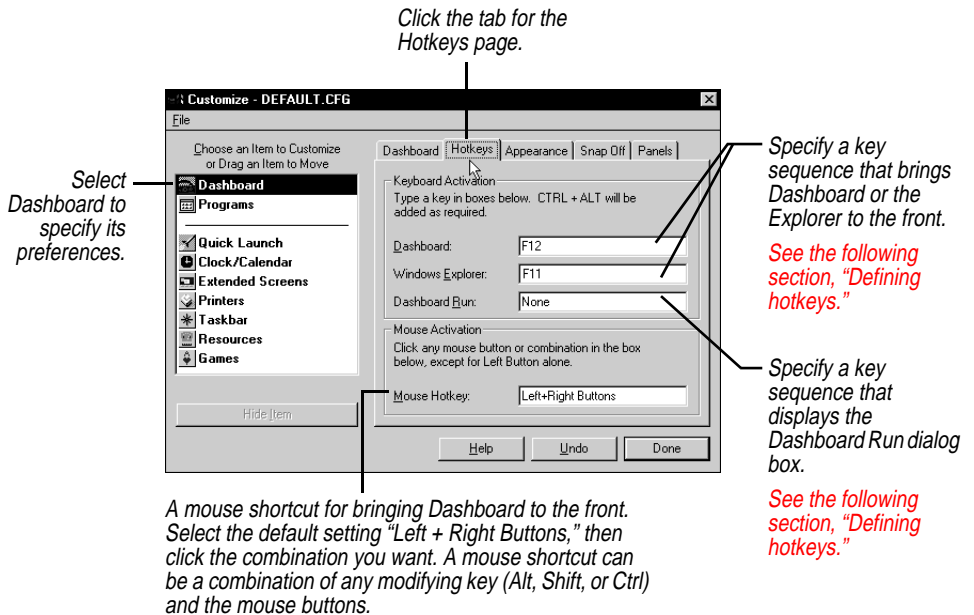 Click the tab for the
Hotkeys page.
Customize - DEFAULT.CFG
File
Choose an Item to Customize
or Drag an Item to Move
Dashboard
Programs
Quick Launch
Clock/Calendar
Extended Screens
Printers
Taskbar
Resources
Games
Hide Item
Dashboard Hotkeys Appearance Snap Off Panels
Keyboard Activation
Type a key in boxes below. CTRL + ALT will be
added as required.
Dashboard: F12
Windows Explorer: F11
Dashboard Run: None
Mouse Activation
Click any mouse button or combination in the box
below, except for Left Button alone.
Mouse Hotkey: Left+Right Buttons
Help Undo Done
Select
Dashboard to
specify its
preferences.
Specify a key
sequence that brings
Dashboard or the
Explorer to the front.
See the following
section, “Defining
hotkeys.”
Specify a key
sequence that
displays the
Dashboard Run dialog
box.
See the following
section, “Defining
hotkeys.”
A mouse shortcut for bringing Dashboard to the front.
Select the default setting “Left + Right Buttons,” then
click the combination you want. A mouse shortcut can
be a combination of any modifying key (Alt, Shift, or Ctrl)
and the mouse buttons.